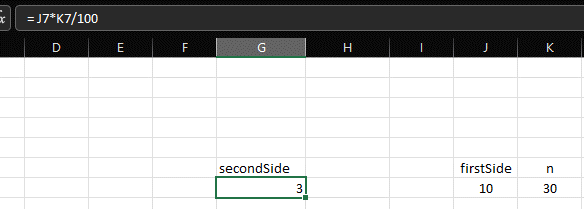 =J7*K7/100
D E F G H I J K
secondSide firstSide n
3 10 30